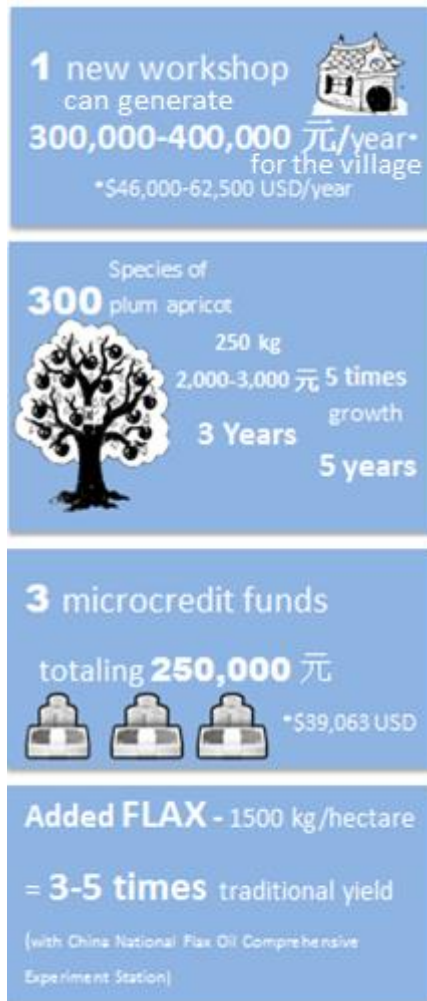 1 new workshop
can generate
300,000-400,000 元/year*
for the village
*$46,000-62,500 USD/year
Species of
300 plum apricot
250 kg
2,000-3,000 元 5 times
growth
3 Years
5 years
3 microcredit funds
totaling 250,000 元
*$39,063 USD
Added FLAX - 1500 kg/hectare
= 3-5 times traditional yield
(with China National Flax Oil Comprehensive
Experiment Station)